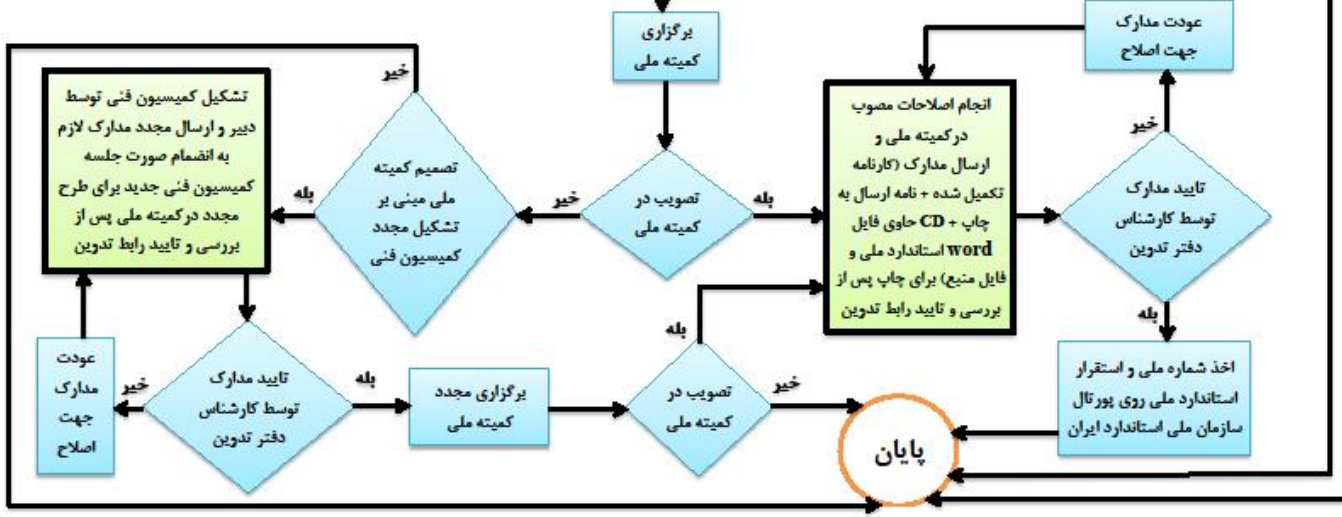 عودت مدارک
جهت اصلاح
خیر
برگزاری
کمیته ملی
خیر
تشکیل کمیسیون فنی توسط
دبیر و ارسال مجدد مدارک لازم
به انضمام صورت جلسه
کمیسیون فنی جدید برای طرح
مجدد در کمیته ملی پس از
بررسی و تایید رابط تدوین
انجام اصلاحات مصوب
در کمیته ملی و
ارسال مدارک (کارنامه
تکمیل شده + نامه ارسال به
چاپ + CD حاوی فایل
word استاندارد ملی و
فایل منبع) برای چاپ پس از
بررسی و تایید رابط تدوین
تایید مدارک
توسط کارشناس
دفتر تدوین
بله
تصویب در
کمیته ملی
خیر
تصمیم کمیته
ملی مبنی بر
تشکیل مجدد
کمیسیون فنی
بله
بله
اخذ شماره ملی و استقرار
استاندارد ملی روی پورتال
سازمان ملی استاندارد ایران
بله
تصویب در
کمیته ملی
خیر
برگزاری مجدد
کمیته ملی
بله
تایید مدارک
توسط کارشناس
دفتر تدوین
خیر
عودت
مدارک
جهت
اصلاح
پایان